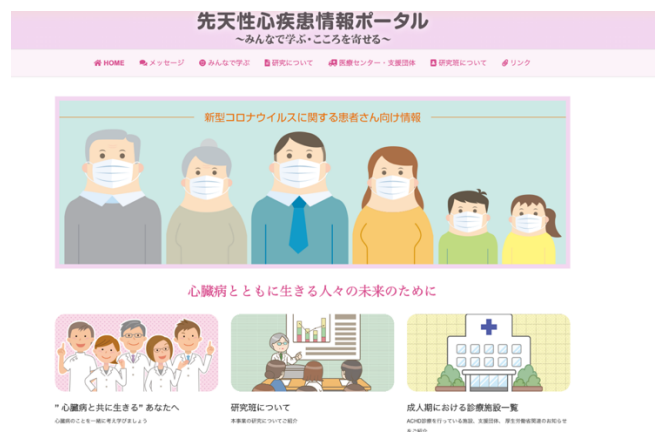 先天性心疾患情報ポータル
～みんなで学ぶ・こころを寄せる～
HOME メッセージ みんなで学ぶ 研究について 医療センター・支援団体 研究班について リンク
新型コロナウイルスに関する患者さん向け情報
心臓病とともに生きる人々の未来のために
" 心臓病と共に生きる" あなたへ
心臓病のことを一緒に考え学びましょう
研究班について
本事業の研究についてご紹介
成人期における診療施設一覧
ACHD診療を行っている施設、支援団体、厚生労働省関連のお知らせ
をご紹介